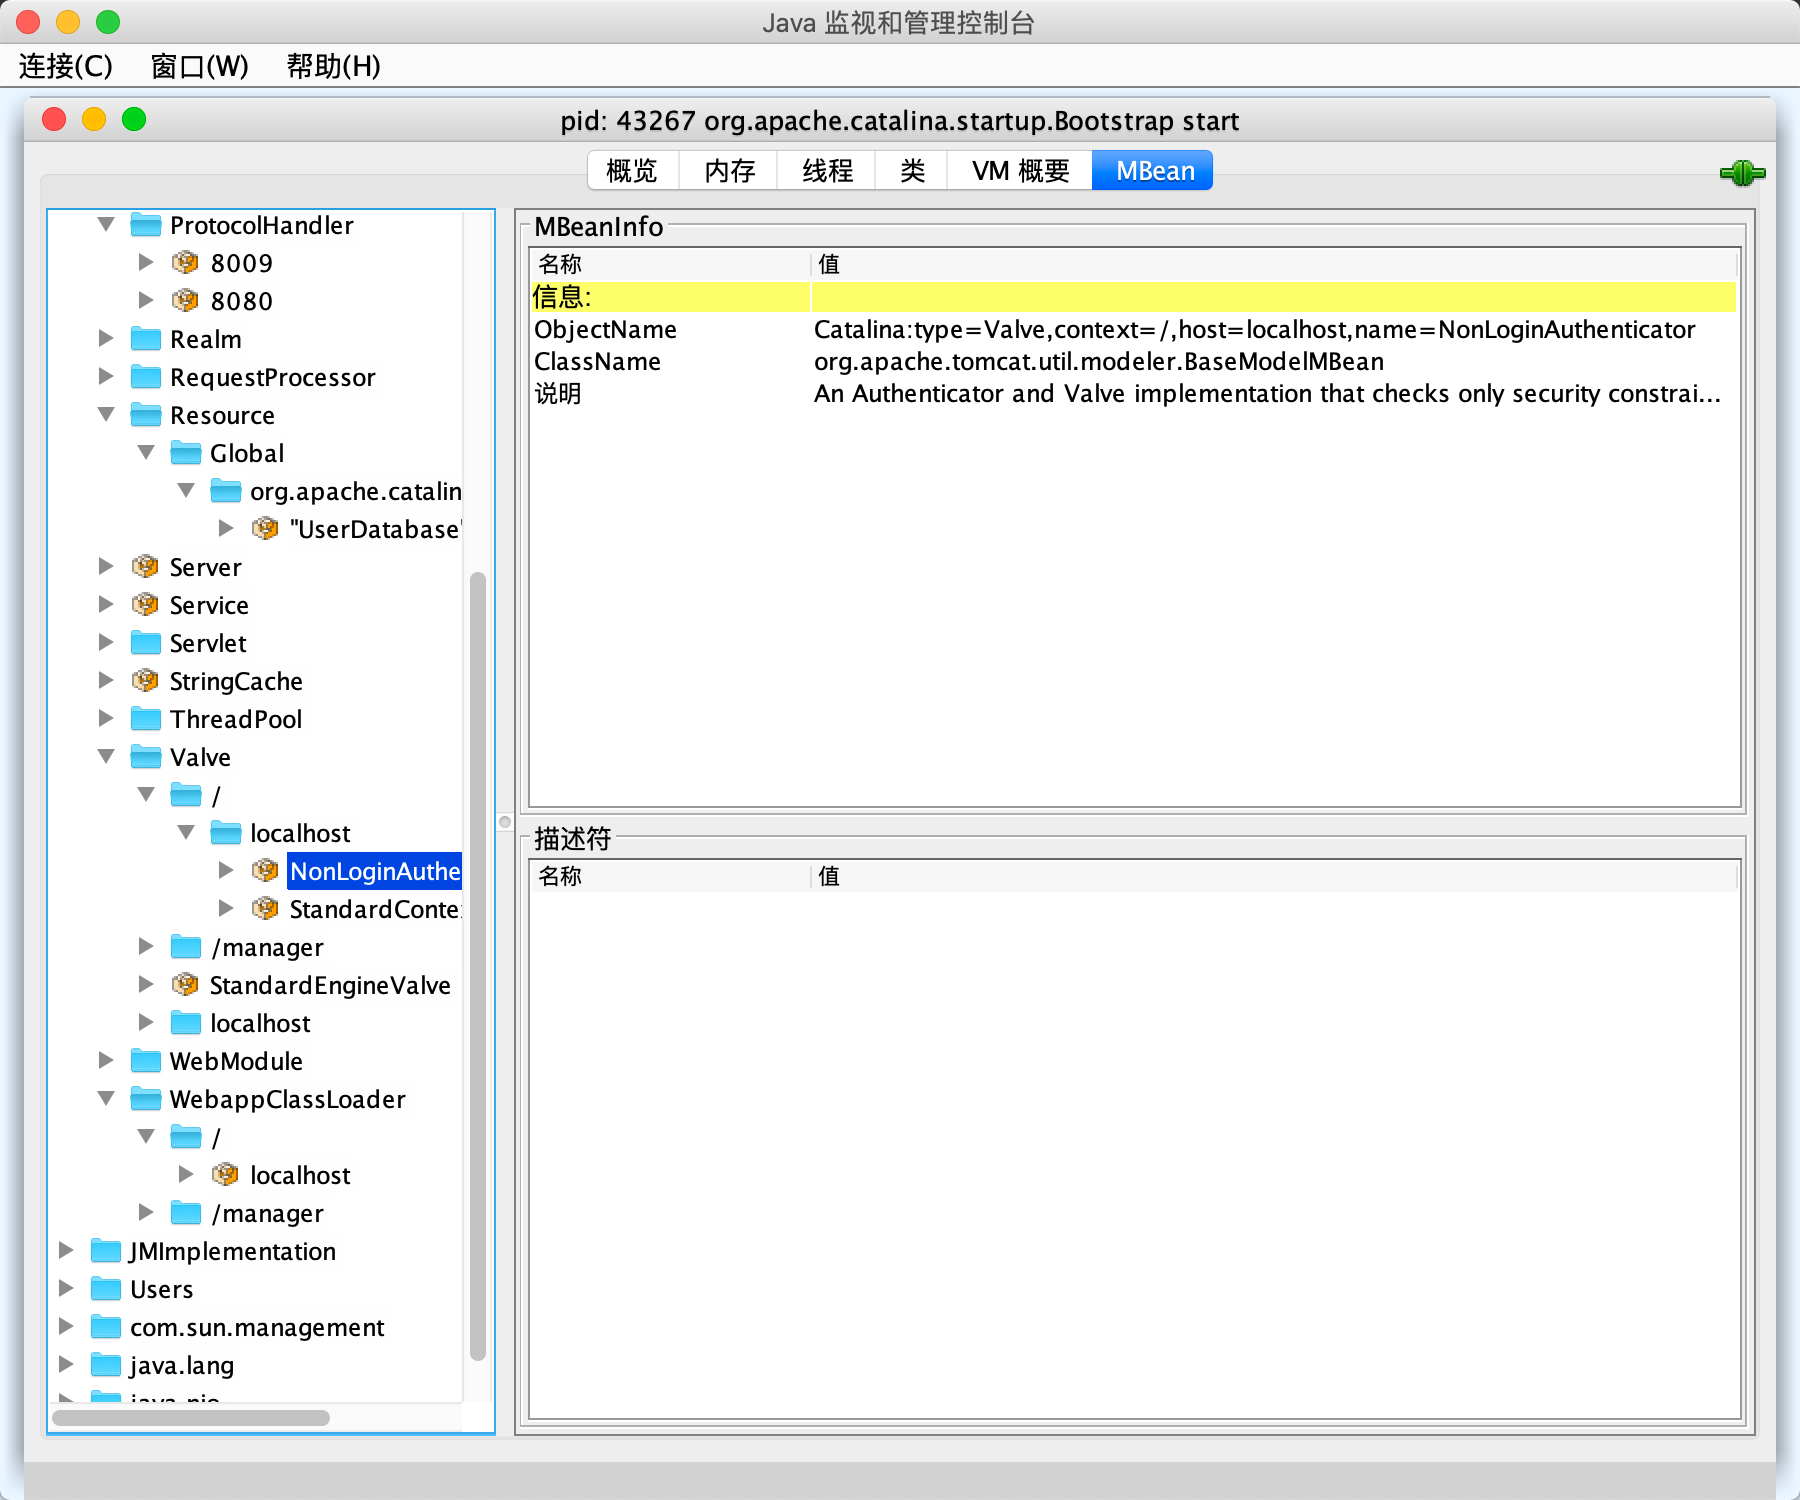 Java 监视和管理控制台
连接(C) 窗口(W) 帮助(H)
pid: 43267 org.apache.catalina.startup.Bootstrap start
概览 内存 线程 类 VM 概要 MBean
ProtocolHandler
8009
8080
Realm
RequestProcessor
Resource
Global
org.apache.catalin
"UserDatabase"
Server
Service
Servlet
StringCache
ThreadPool
Valve
/
localhost
NonLoginAuthe
StandardConte
/manager
StandardEngineValve
localhost
WebModule
WebappClassLoader
/
localhost
/manager
JMImplementation
Users
com.sun.management
java.lang
java.nio
MBeanInfo
名称 值
信息:
ObjectName Catalina:type=Valve,context=/,host=localhost,name=NonLoginAuthenticator
ClassName org.apache.tomcat.util.modeler.BaseModelMBean
说明 An Authenticator and Valve implementation that checks only security constrai...
描述符
名称 值